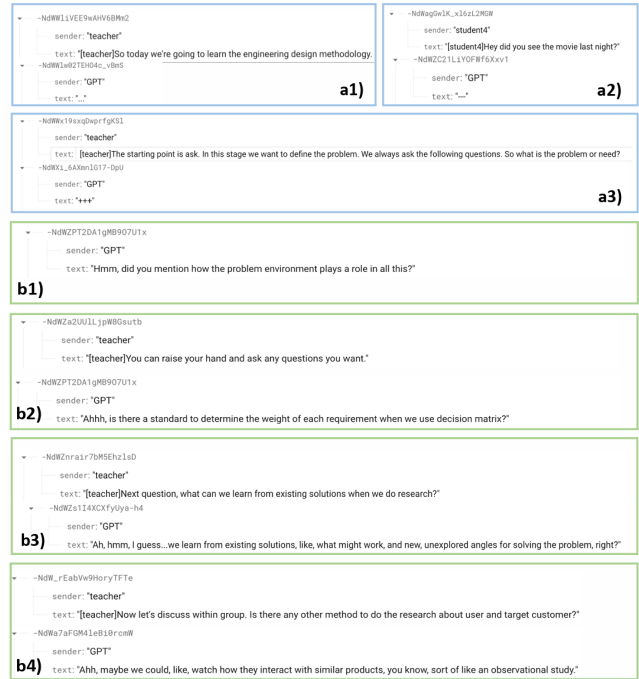 -NdWWliVEE9wAHV6BMm2
sender: "teacher"
text: "[teacher]So today we're going to learn the engineering design methodology.
-NdWWlw02TEHO4c_vBmS
sender: "GPT"
text: "..."
a1)
-NdWagGwlK_xl6zL2MGW
sender: "student4"
text: "[student4]Hey did you see the movie last night?"
-NdWZC21LiYOFWf6Xxv1
sender: "GPT"
text: "---"
a2)
-NdWWx19sxqDwprfgKSl
sender: "teacher"
text: [teacher]The starting point is ask. In this stage we want to define the problem. We always ask the following questions. So what is the problem or need?
-NdWXi_6AXmnlG17-DpU
sender: "GPT"
text: "+++"
a3)
-NdWZPT2DA1gMB9O7U1x
sender: "GPT"
text: "Hmm, did you mention how the problem environment plays a role in all this?"
b1)
-NdWZa2UUlLjpW8Gsutb
sender: "teacher"
text: "[teacher]You can raise your hand and ask any questions you want."
-NdWZPT2DA1gMB9O7U1x
sender: "GPT"
b2)
text: "Ahhh, is there a standard to determine the weight of each requirement when we use decision matrix?"
-NdWZnrair7bM5EhzlsD
sender: "teacher"
text: "[teacher]Next question, what can we learn from existing solutions when we do research?"
-NdWZs1I4XCXfyUya-h4
sender: "GPT"
b3)
text: "Ah, hmm, I guess...we learn from existing solutions, like, what might work, and new, unexplored angles for solving the problem, right?"
-NdW_rEabVw9HoryTFTe
sender: "teacher"
text: "[teacher]Now let's discuss within group. Is there any other method to do the research about user and target customer?"
-NdWa7aFGM4leBi0rcmW
sender: "GPT"
b4)
text: "Ahh, maybe we could, like, watch how they interact with similar products, you know, sort of like an observational study."